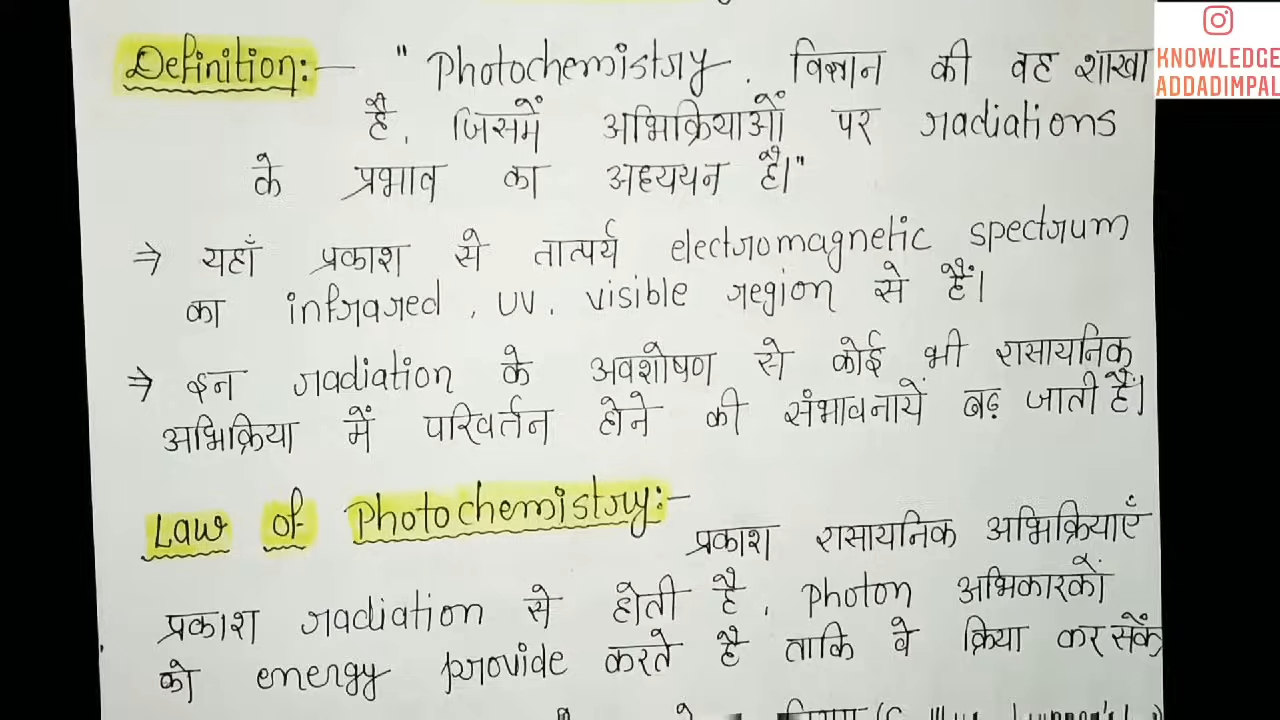 Definition:- " Photochemistry, विज्ञान की वह शाखा
है, जिसमें अभिक्रियाओं पर radiations
के प्रभाव का अध्ययन है।"
⇒ यहाँ प्रकाश से तात्पर्य electromagnetic spectrum
का infrared, UV, visible region से हैं।
⇒ इन radiation के अवशोषण से कोई भी रासायनिक
अभिक्रिया में परिवर्तन होने की संभावनायें बढ़ जाती हैं।
Law of Photochemistry:-
प्रकाश रासायनिक अभिक्रियाएँ
प्रकाश radiation से होती है, Photon अभिकारकों
को energy provide करते है ताकि वे क्रिया कर सकें
KNOWLEDGE
ADDADIMPAL